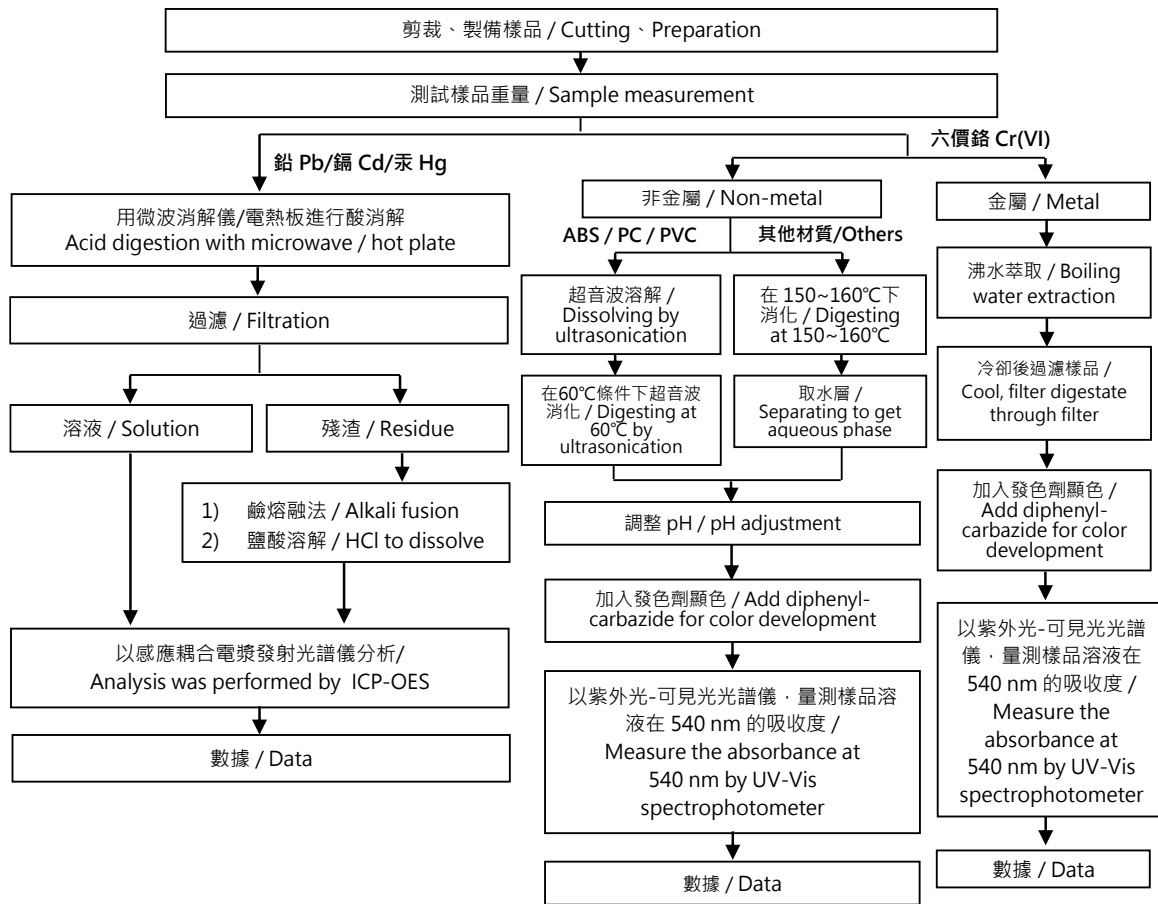 剪裁、製備樣品 / Cutting、Preparation
測試樣品重量 / Sample measurement
鉛 Pb/鎘 Cd/汞 Hg
六價鉻 Cr(VI)
用微波消解儀/電熱板進行酸消解
Acid digestion with microwave / hot plate
過濾 / Filtration
溶液 / Solution
殘渣 / Residue
1) 鹼熔融法 / Alkali fusion
2) 鹽酸溶解 / HCl to dissolve
以感應耦合電漿發射光譜儀分析/
Analysis was performed by ICP-OES
數據 / Data
非金屬 / Non-metal
ABS / PC / PVC
其他材質/Others
超音波溶解 /
Dissolving by
ultrasonication
在60℃條件下超音波
消化 / Digesting at
60℃ by
ultrasonication
在 150~160℃下
消化 / Digesting
at 150~160℃
取水層 /
Separating to get
aqueous phase
調整 pH / pH adjustment
加入發色劑顯色 / Add diphenyl-
carbazide for color development
以紫外光-可見光光譜儀，量測樣品溶
液在 540 nm 的吸收度 /
Measure the absorbance at
540 nm by UV-Vis
spectrophotometer
數據 / Data
金屬 / Metal
沸水萃取 / Boiling
water extraction
冷卻後過濾樣品 /
Cool, filter digestate
through filter
加入發色劑顯色 /
Add diphenyl-
carbazide for color
development
以紫外光-可見光光譜
儀，量測樣品溶液在
540 nm 的吸收度 /
Measure the
absorbance at
540 nm by UV-Vis
spectrophotometer
數據 / Data